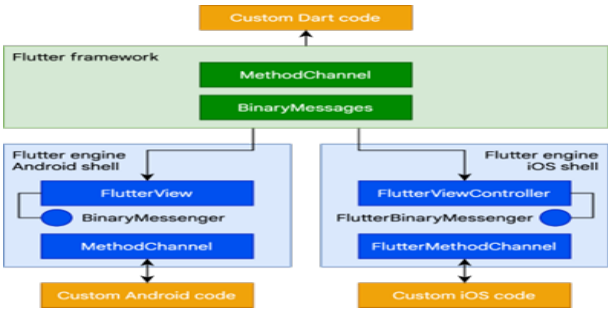 Custom Dart code
Flutter framework
MethodChannel
BinaryMessages
Flutter engine
Android shell
FlutterView
BinaryMessenger
MethodChannel
Custom Android code
Flutter engine
iOS shell
FlutterViewController
FlutterBinaryMessenger
FlutterMethodChannel
Custom iOS code